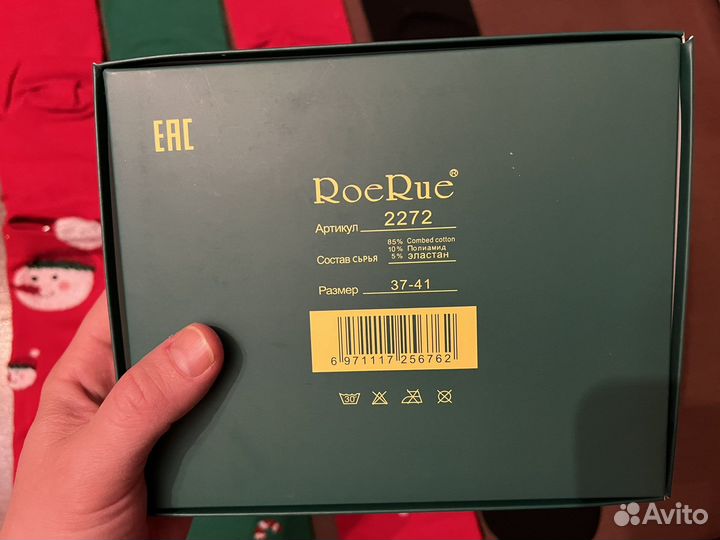 EAC
RoeRue®
Артикул 2272
85% Combed cotton
10% Полиамид
Состав СЫРЬЯ 5% эластан
Размер 37-41
6 971117 256762
30
Avito